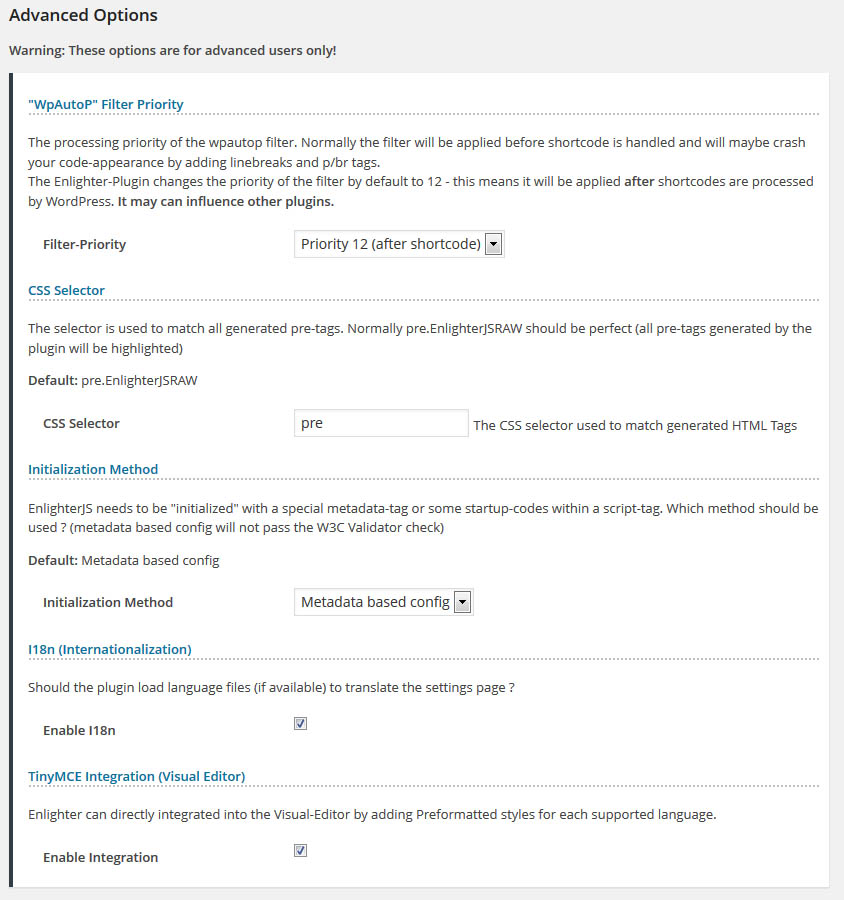 Advanced Options
Warning: These options are for advanced users only!
"WpAutoP" Filter Priority
The processing priority of the wpautop filter. Normally the filter will be applied before shortcode is handled and will maybe crash
your code-appearance by adding linebreaks and p/br tags.
The Enlighter-Plugin changes the priority of the filter by default to 12 - this means it will be applied after shortcodes are processed
by WordPress. It may can influence other plugins.
Filter-Priority Priority 12 (after shortcode)
CSS Selector
The selector is used to match all generated pre-tags. Normally pre.EnlighterJSRAW should be perfect (all pre-tags generated by the
plugin will be highlighted)
Default: pre.EnlighterJSRAW
CSS Selector pre The CSS selector used to match generated HTML Tags
Initialization Method
EnlighterJS needs to be "initialized" with a special metadata-tag or some startup-codes within a script-tag. Which method should be
used ? (metadata based config will not pass the W3C Validator check)
Default: Metadata based config
Initialization Method Metadata based config
I18n (Internationalization)
Should the plugin load language files (if available) to translate the settings page ?
Enable I18n
TinyMCE Integration (Visual Editor)
Enlighter can directly integrated into the Visual-Editor by adding Preformatted styles for each supported language.
Enable Integration